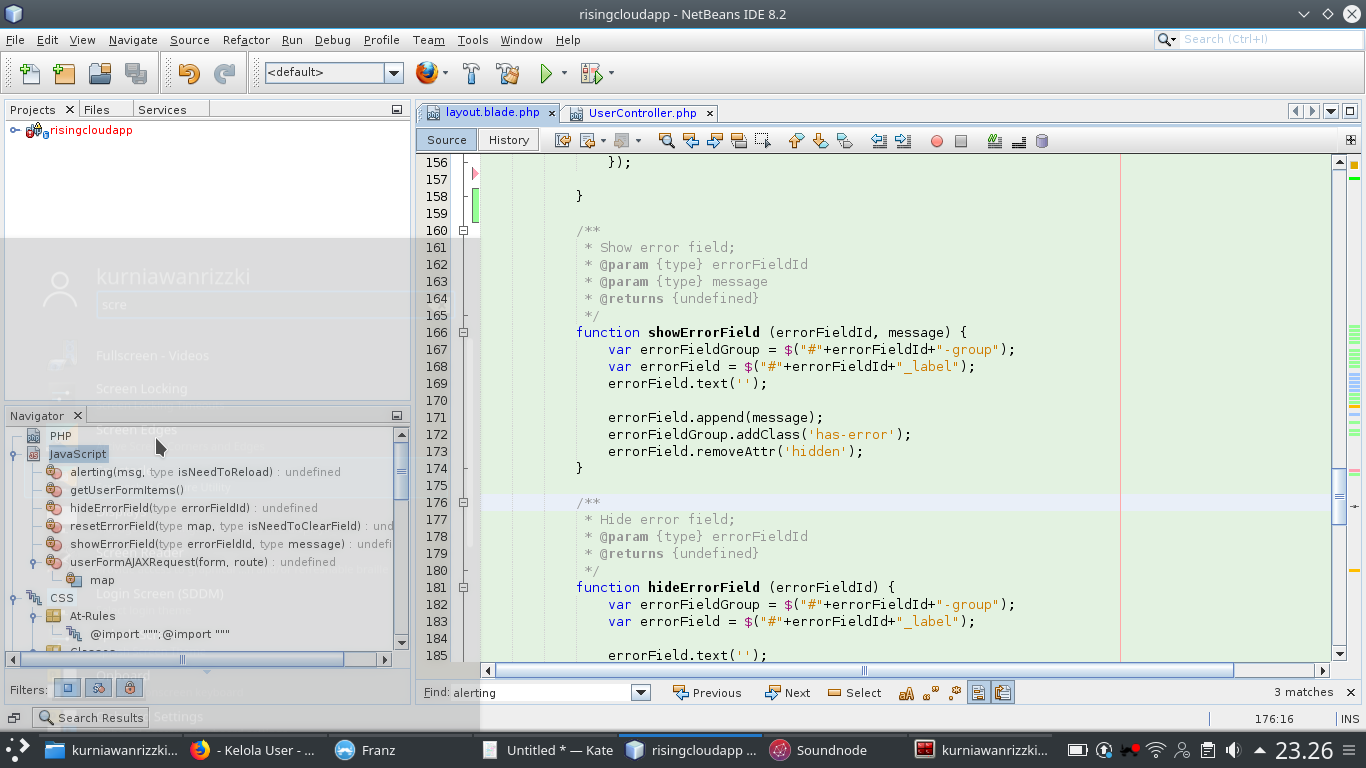 risingcloudapp - NetBeans IDE 8.2
File Edit View Navigate Source Refactor Run Debug Profile Team Tools Window Help
Search (Ctrl+I)
<default>
Projects Files Services
layout.blade.php UserController.php
risingcloudapp
Source History
156 });
157
158 }
159
160 /**
161 * Show error field;
162 * @param {type} errorFieldId
163 * @param {type} message
164 * @returns {undefined}
165 */
166 function showErrorField (errorFieldId, message) {
167 var errorFieldGroup = $("#"+errorFieldId+"-group");
168 var errorField = $("#"+errorFieldId+"_label");
169 errorField.text('');
170
171 errorField.append(message);
172 errorFieldGroup.addClass('has-error');
173 errorField.removeAttr('hidden');
174 }
175
176 /**
177 * Hide error field;
178 * @param {type} errorFieldId
179 * @returns {undefined}
180 */
181 function hideErrorField (errorFieldId) {
182 var errorFieldGroup = $("#"+errorFieldId+"-group");
183 var errorField = $("#"+errorFieldId+"_label");
184
185 errorField.text('');
kurniawanrizzki
scre
Fullscreen - Videos
Screen Locking
Screen Edges
Login Screen (SDDM)
Settings
Navigator
PHP
JavaScript
alerting(msg, type isNeedToReload) : undefined
getUserFormItems()
hideErrorField(type errorFieldId) : undefined
resetErrorField(type map, type isNeedToClearField) : und
showErrorField(type errorFieldId, type message) : undefi
userFormAJAXRequest(form, route) : undefined
map
CSS
At-Rules
@import """;@import """
Filters:
Find: alerting Previous Next Select 3 matches
Search Results
176:16 INS
kurniawanrizzki... - Kelola User - ... Franz Untitled * — Kate risingcloudapp ... Soundnode kurniawanrizzki... 23.26